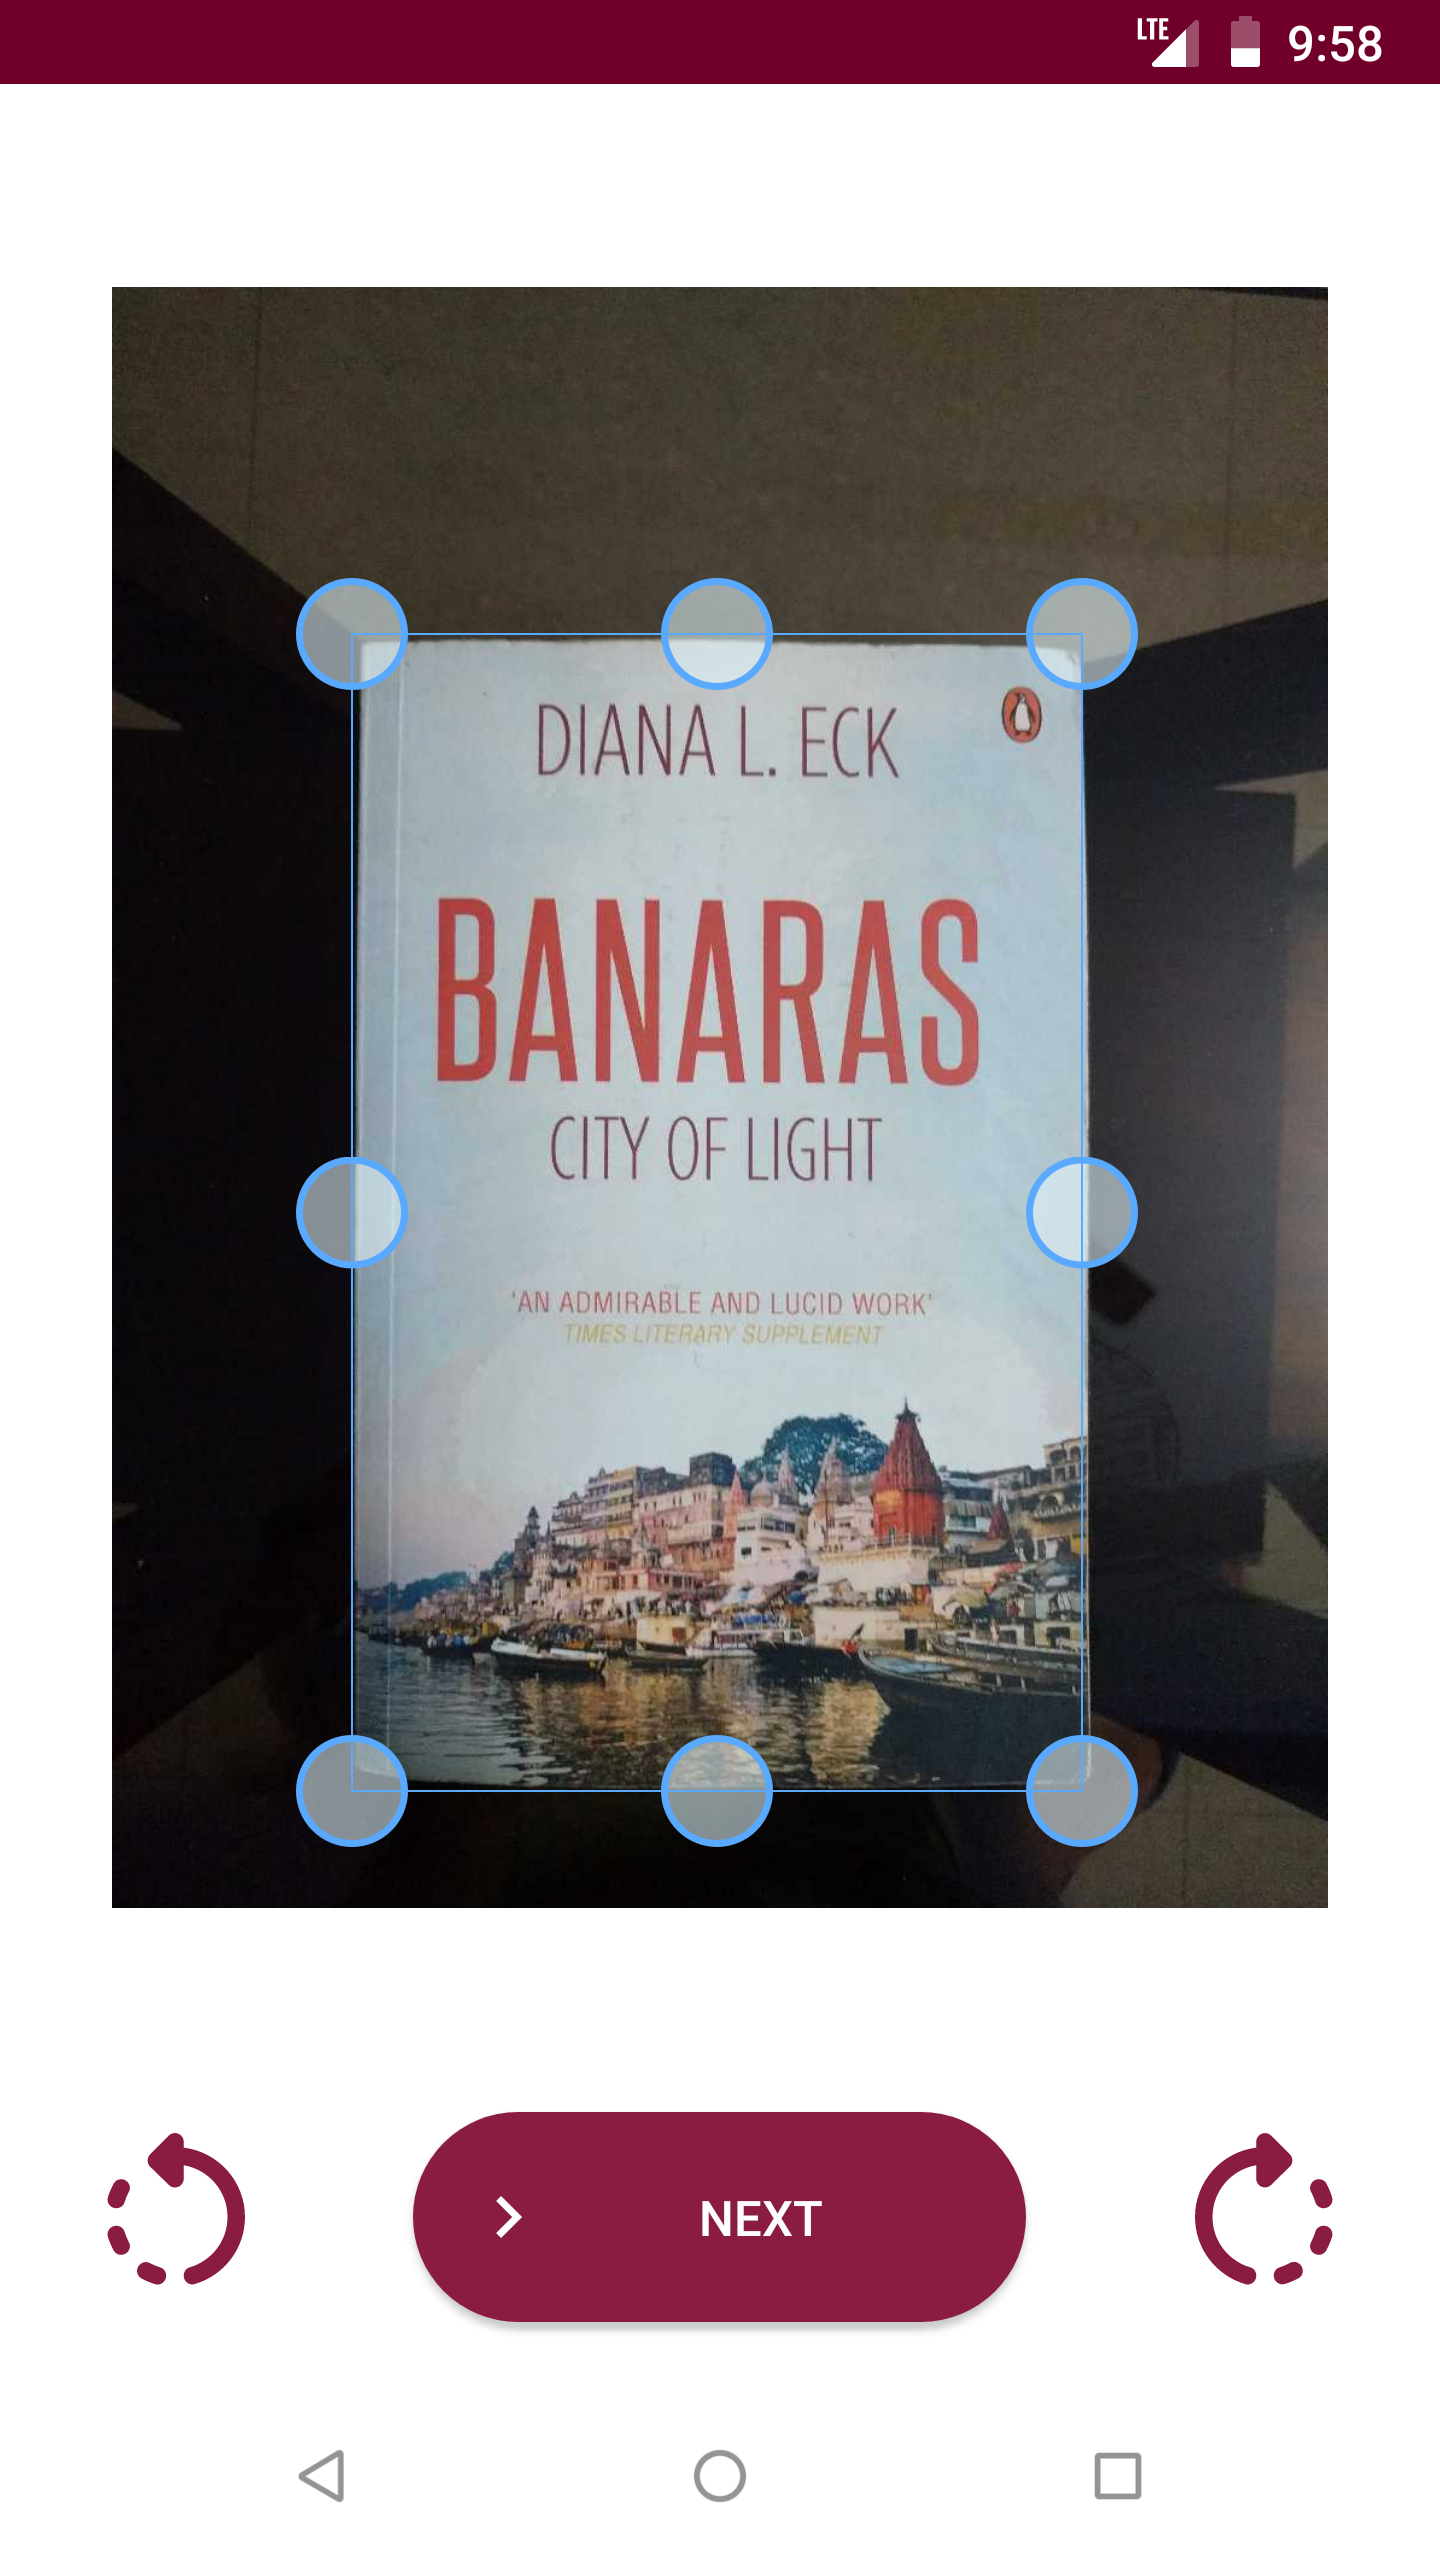 LTE 9:58
DIANA L. ECK
BANARAS
CITY OF LIGHT
'AN ADMIRABLE AND LUCID WORK'
TIMES LITERARY SUPPLEMENT
NEXT